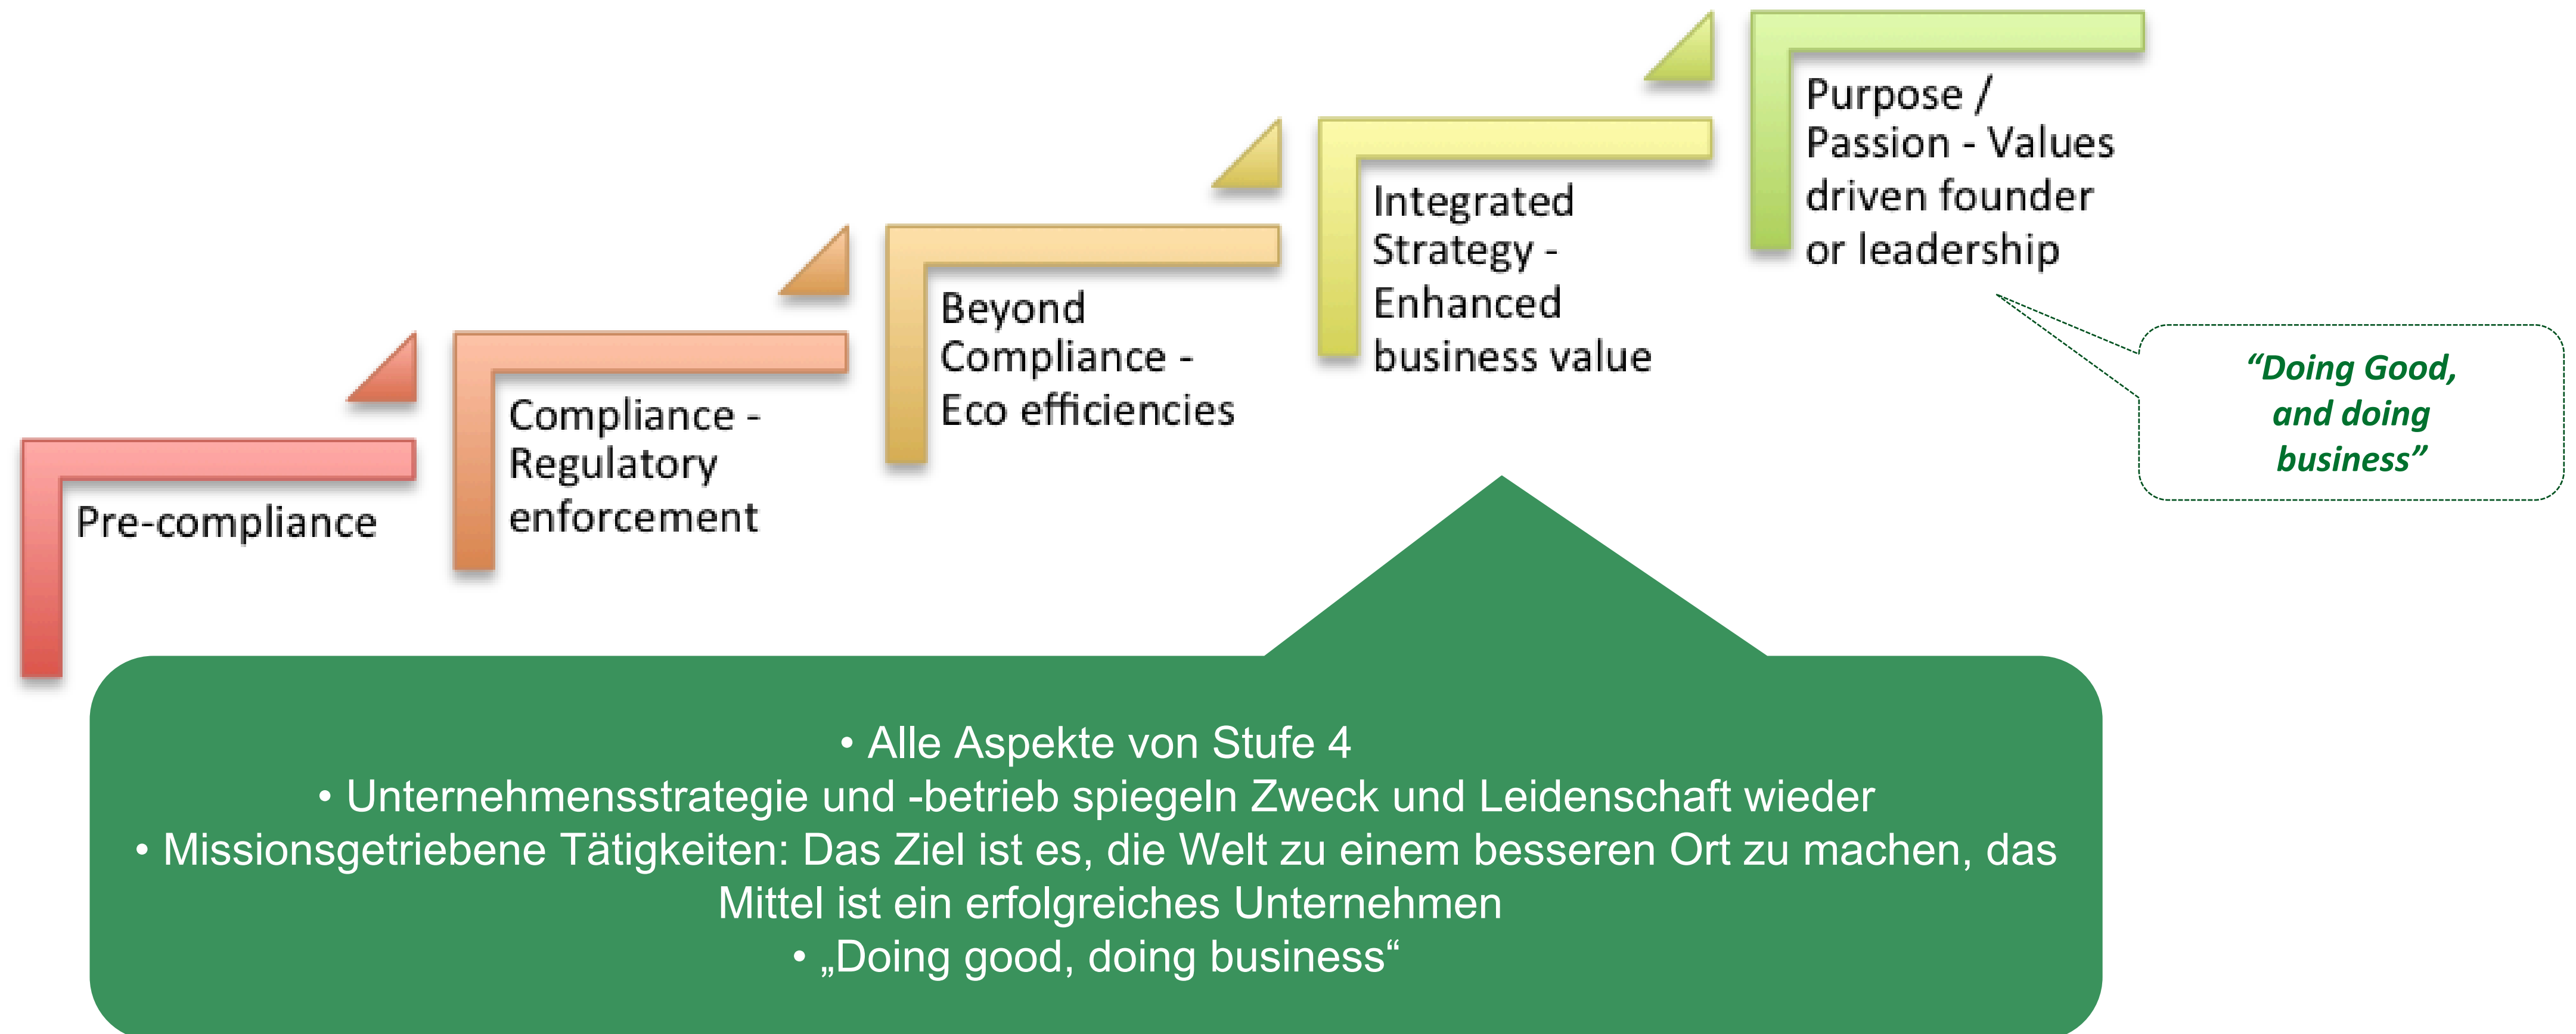 Pre-compliance
Compliance -
Regulatory
enforcement
Beyond
Compliance -
Eco efficiencies
Integrated
Strategy -
Enhanced
business value
Purpose /
Passion - Values
driven founder
or leadership
“Doing Good,
and doing
business”
• Alle Aspekte von Stufe 4
• Unternehmensstrategie und -betrieb spiegeln Zweck und Leidenschaft wieder
• Missionsgetriebene Tätigkeiten: Das Ziel ist es, die Welt zu einem besseren Ort zu machen, das
Mittel ist ein erfolgreiches Unternehmen
• „Doing good, doing business“